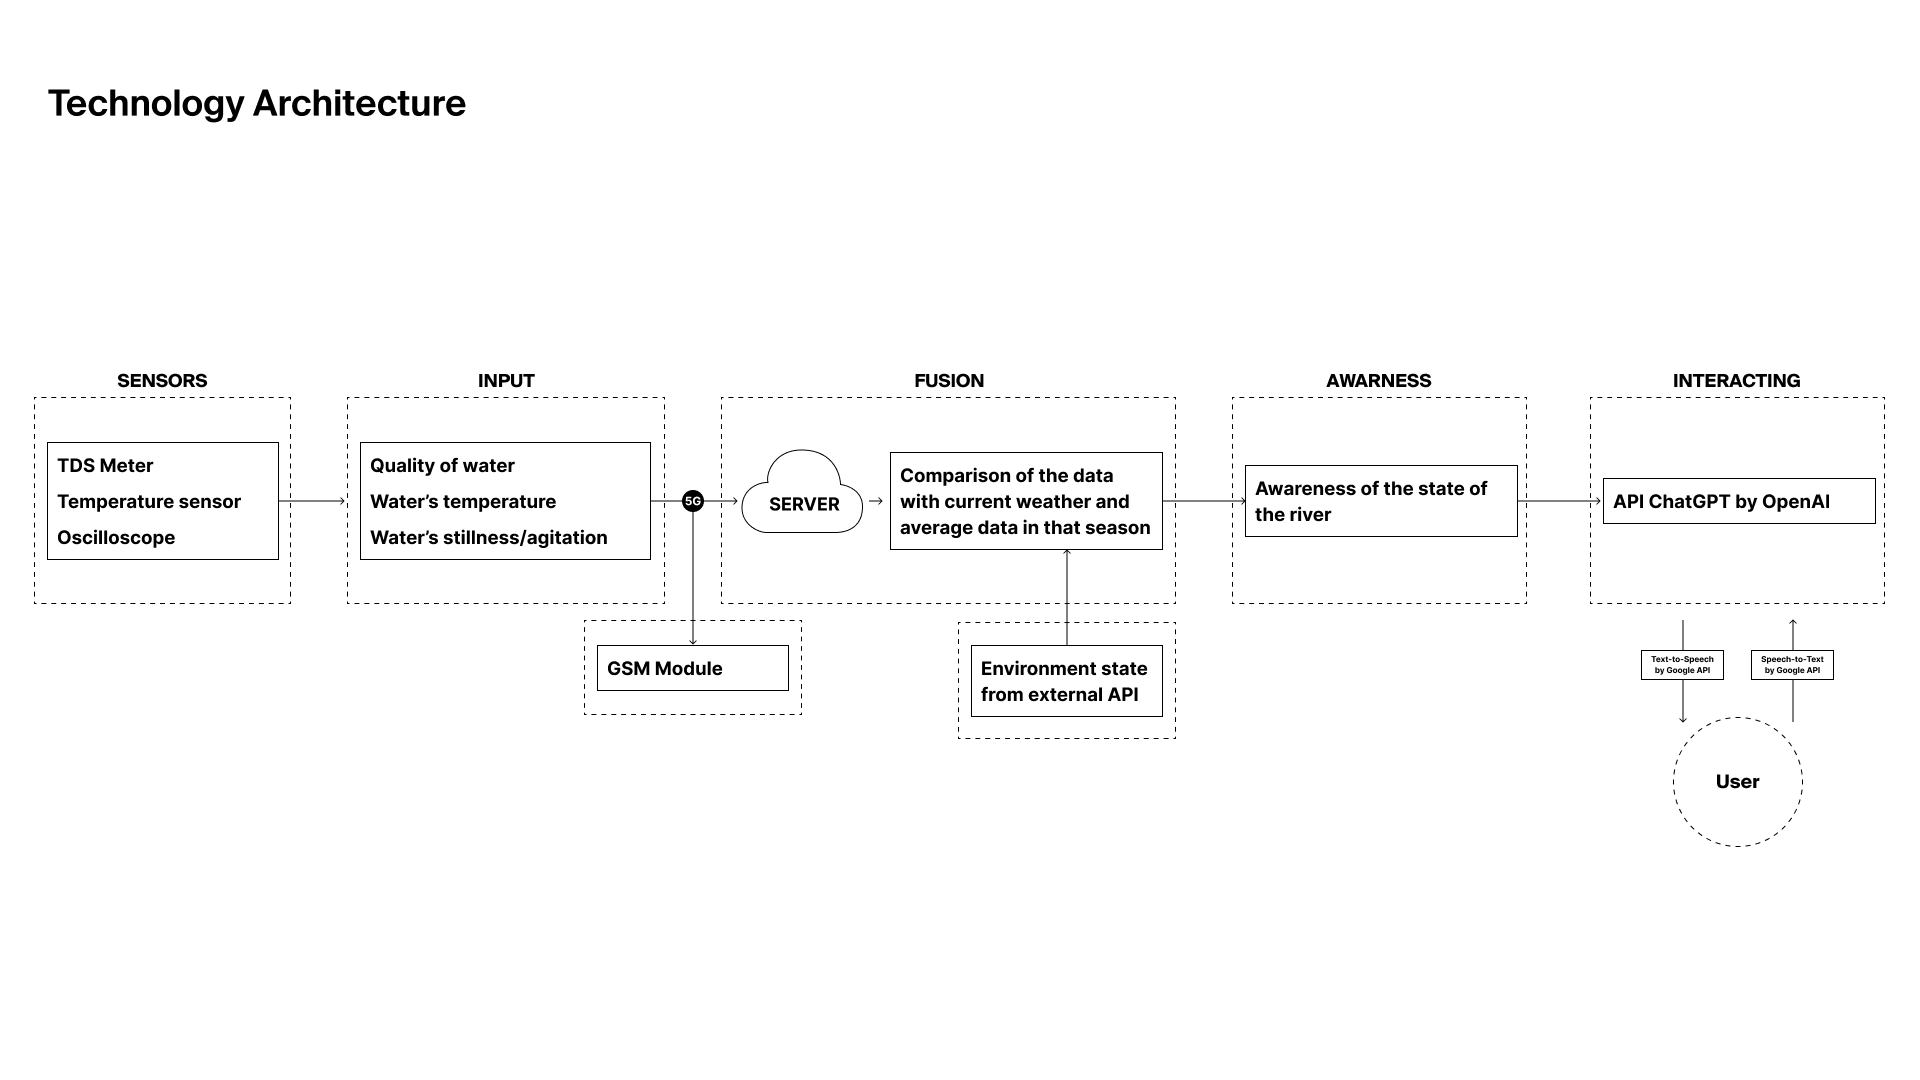 Technology Architecture
SENSORS
TDS Meter
Temperature sensor
Oscilloscope
INPUT
Quality of water
Water’s temperature
Water’s stillness/agitation
5G
GSM Module
FUSION
SERVER
Comparison of the data
with current weather and
average data in that season
Environment state
from external API
AWARNESS
Awareness of the state of
the river
INTERACTING
API ChatGPT by OpenAI
Text-to-Speech
by Google API
Speech-to-Text
by Google API
User